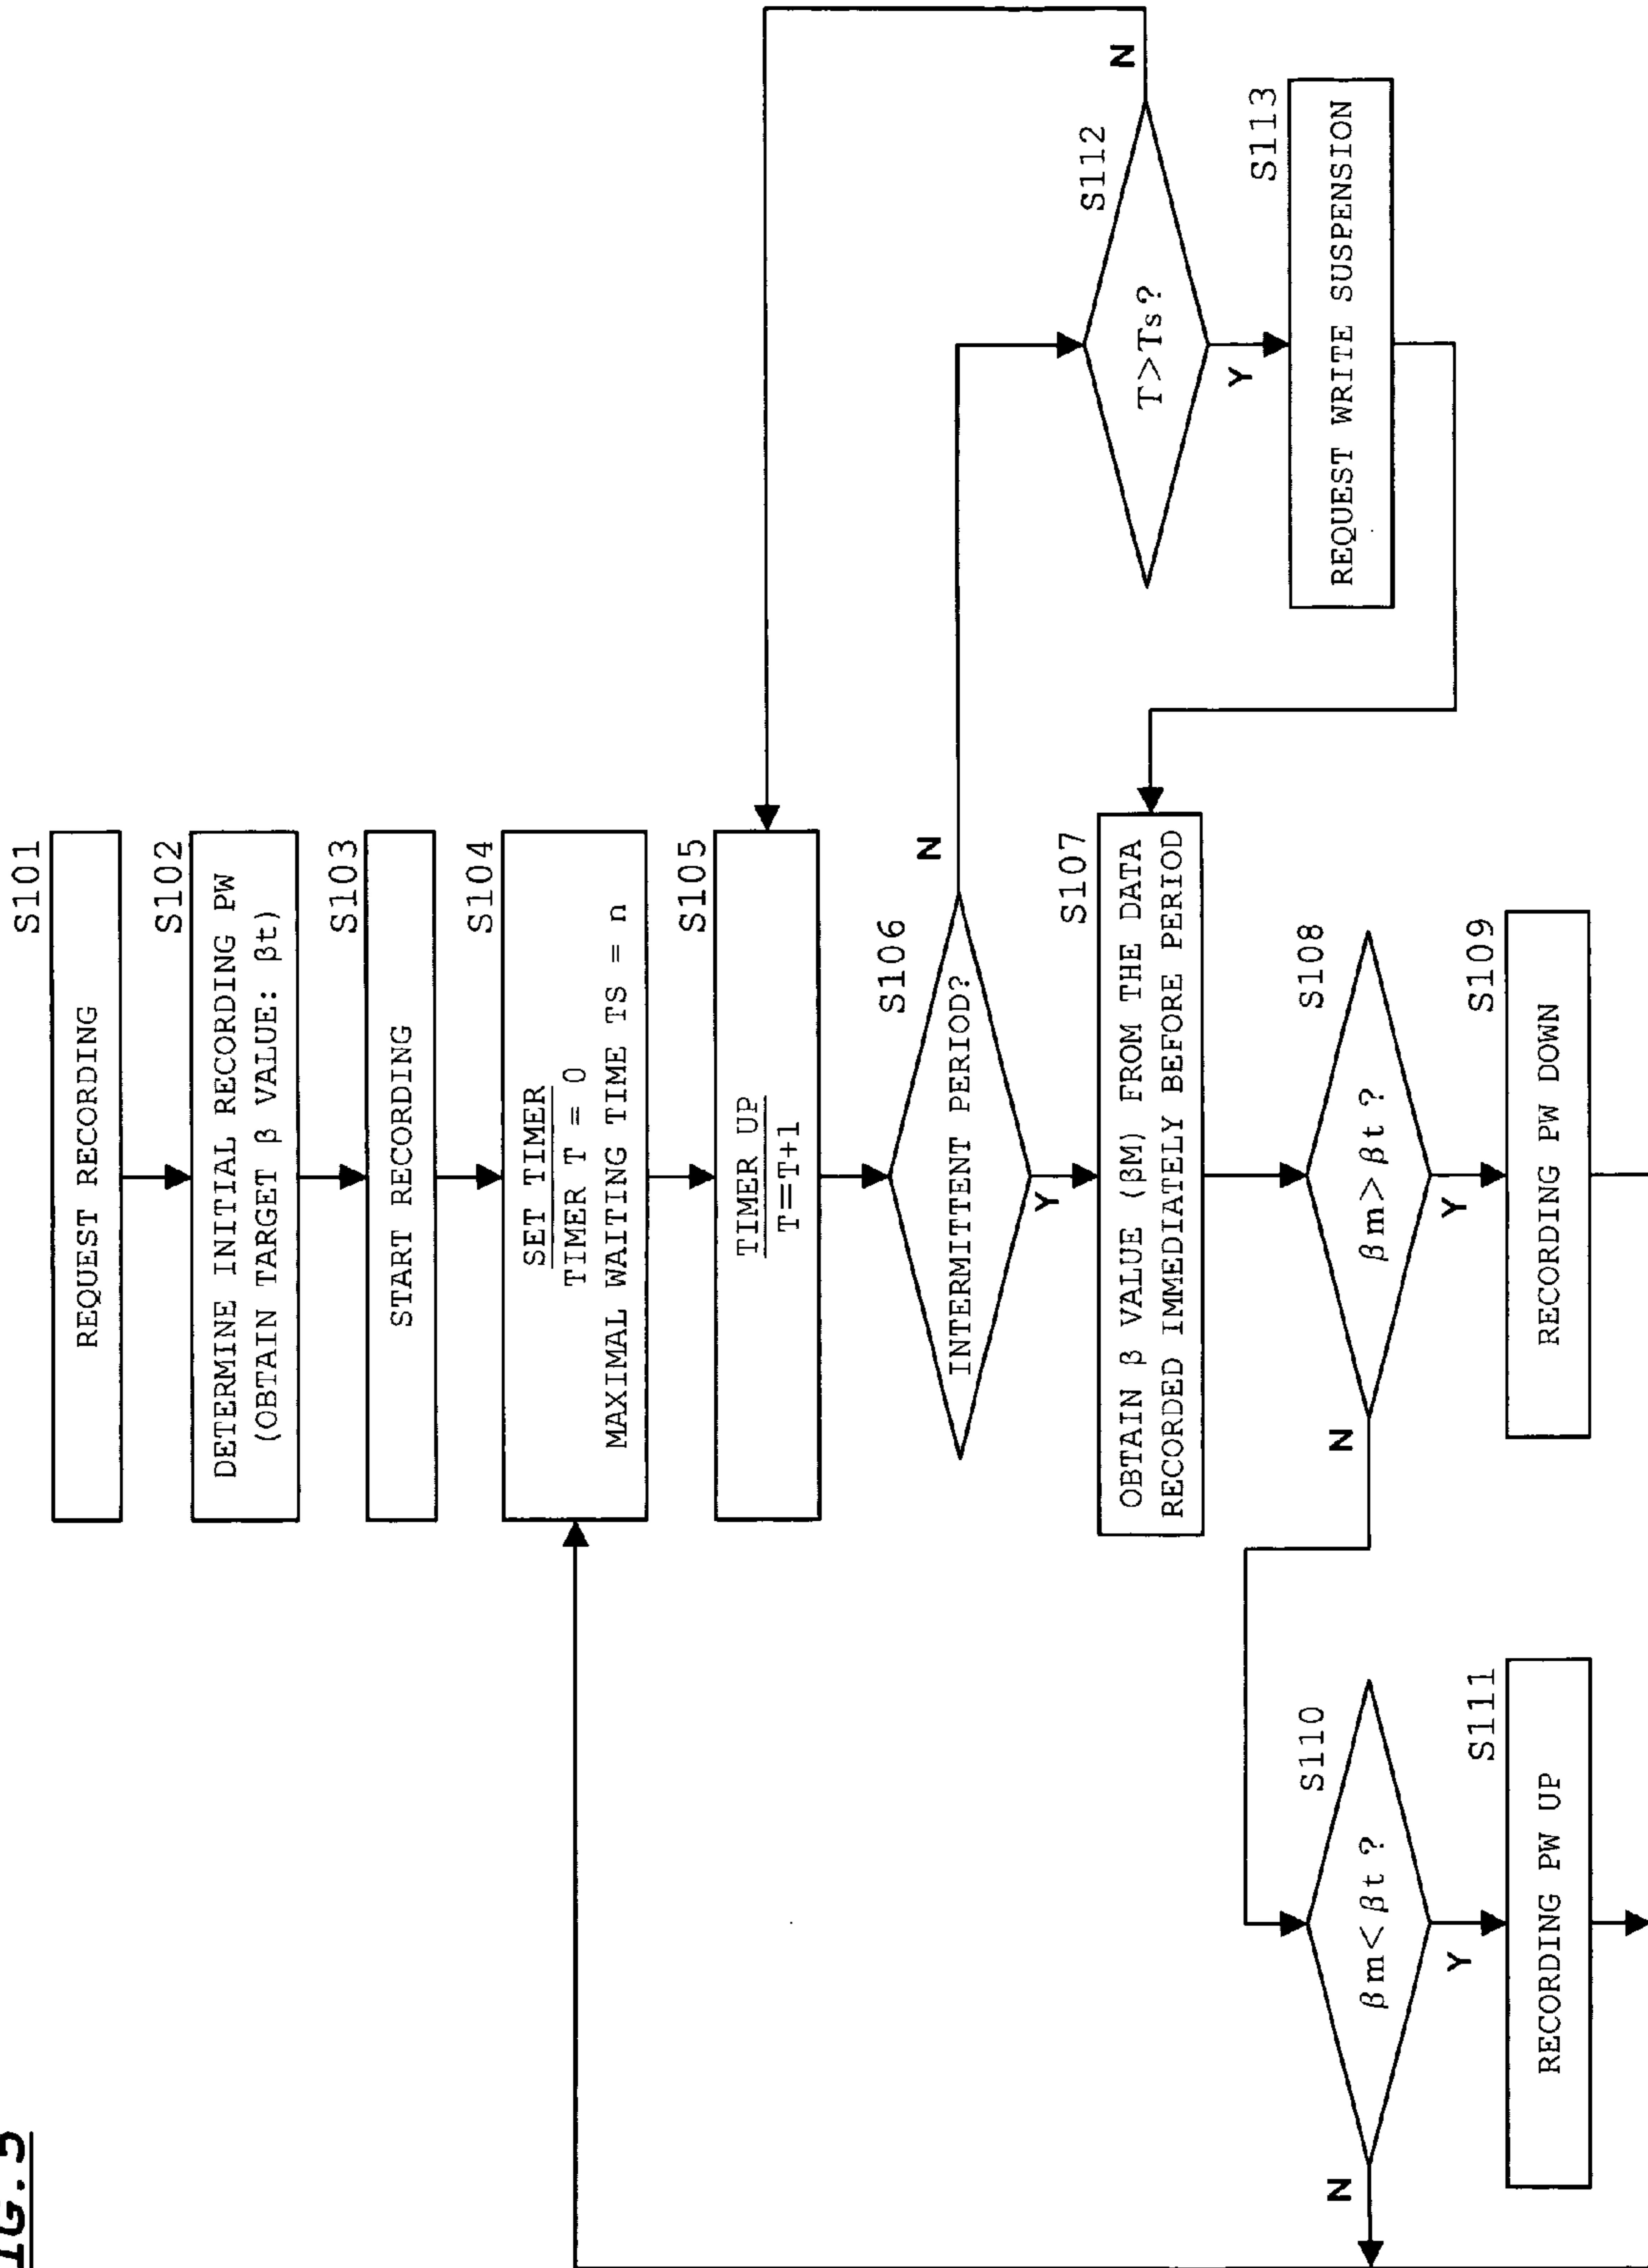 S101
REQUEST RECORDING
S102
DETERMINE INITIAL RECORDING PW
(OBTAIN TARGET β VALUE: βt)
S103
START RECORDING
S104
SET TIMER
TIMER T = 0
MAXIMAL WAITING TIME TS = n
S105
TIMER UP
T=T+1
S106
INTERMITTENT PERIOD?
N
Y
S112
T>Ts?
N
Y
S113
REQUEST WRITE SUSPENSION
S107
OBTAIN β VALUE (βM) FROM THE DATA
RECORDED IMMEDIATELY BEFORE PERIOD
S108
βm>βt?
N
Y
S109
RECORDING PW DOWN
S110
βm<βt?
N
Y
S111
RECORDING PW UP
IG.5